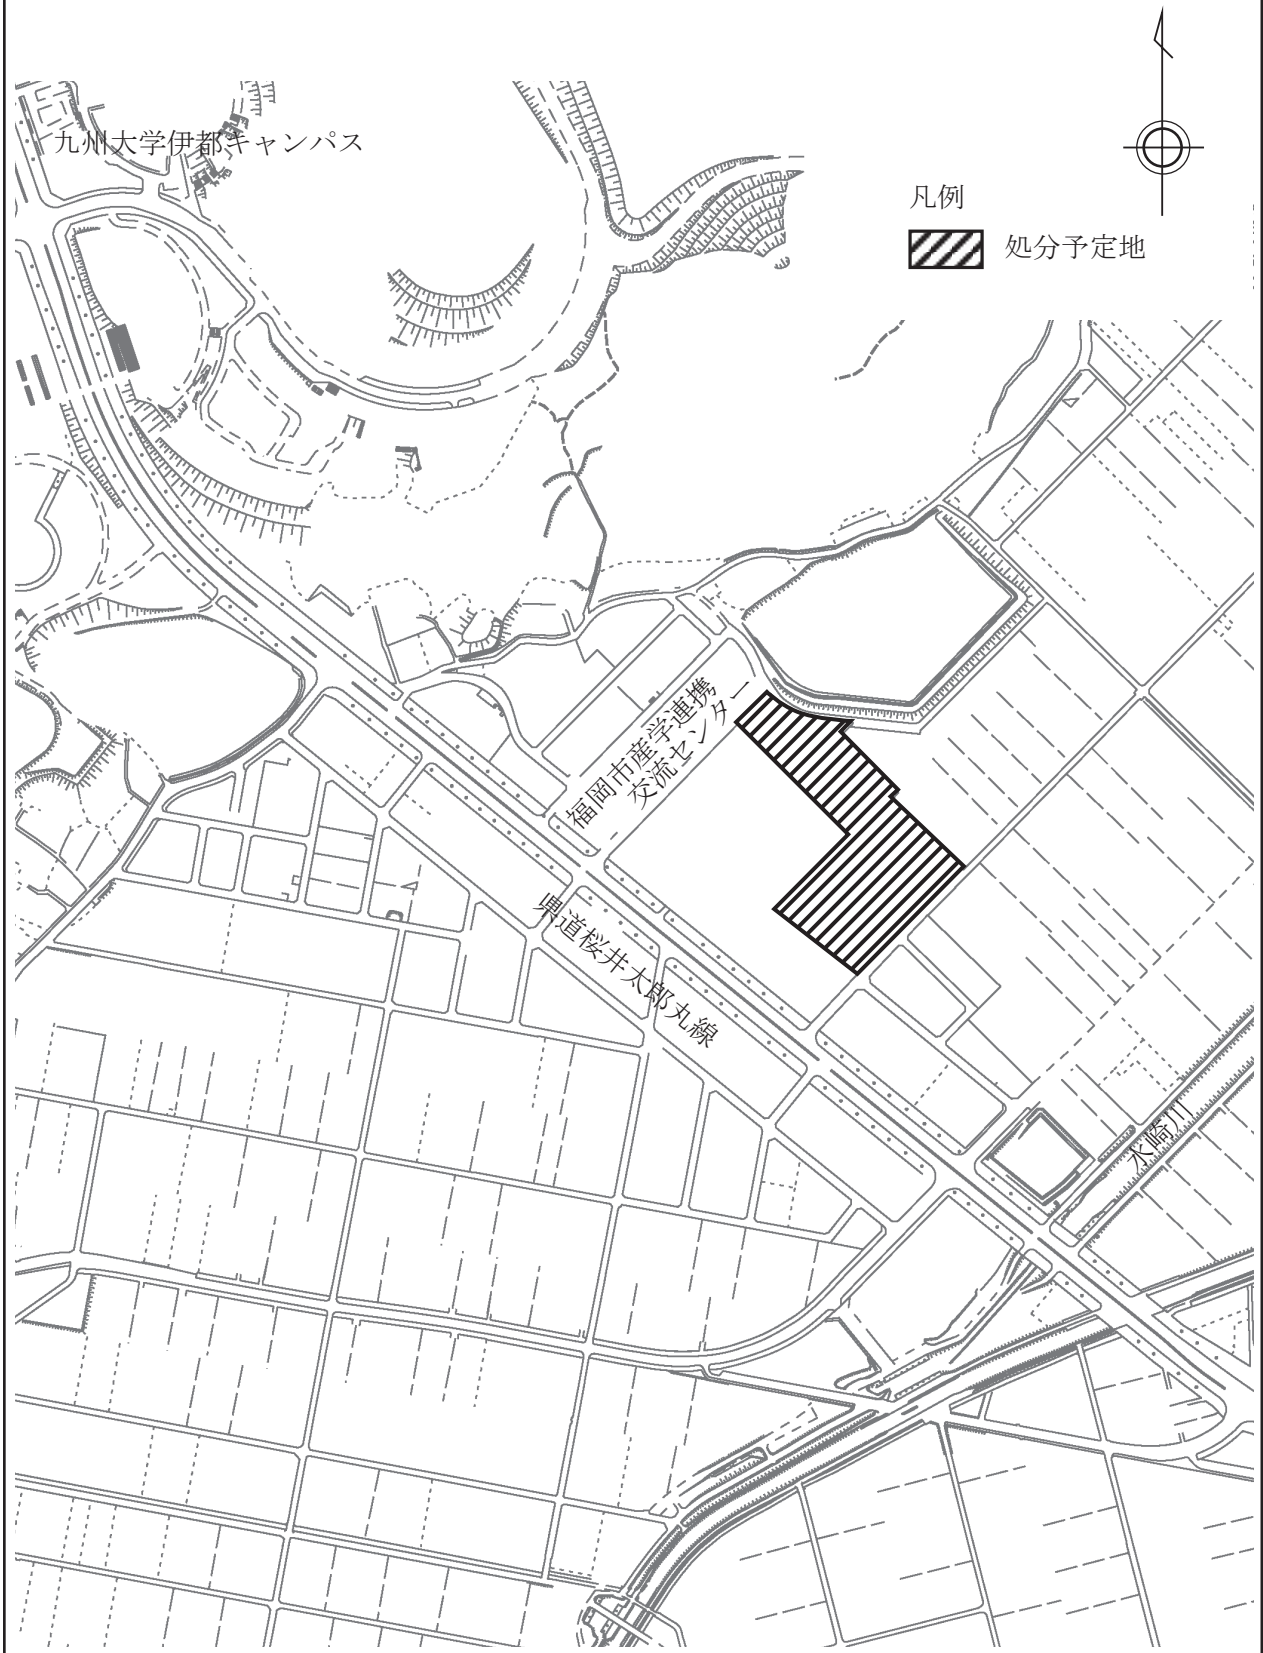 九州大学伊都キャンパス
凡例
処分予定地
福岡市産学連携
交流センター
県道桜井太郎丸線
水崎川